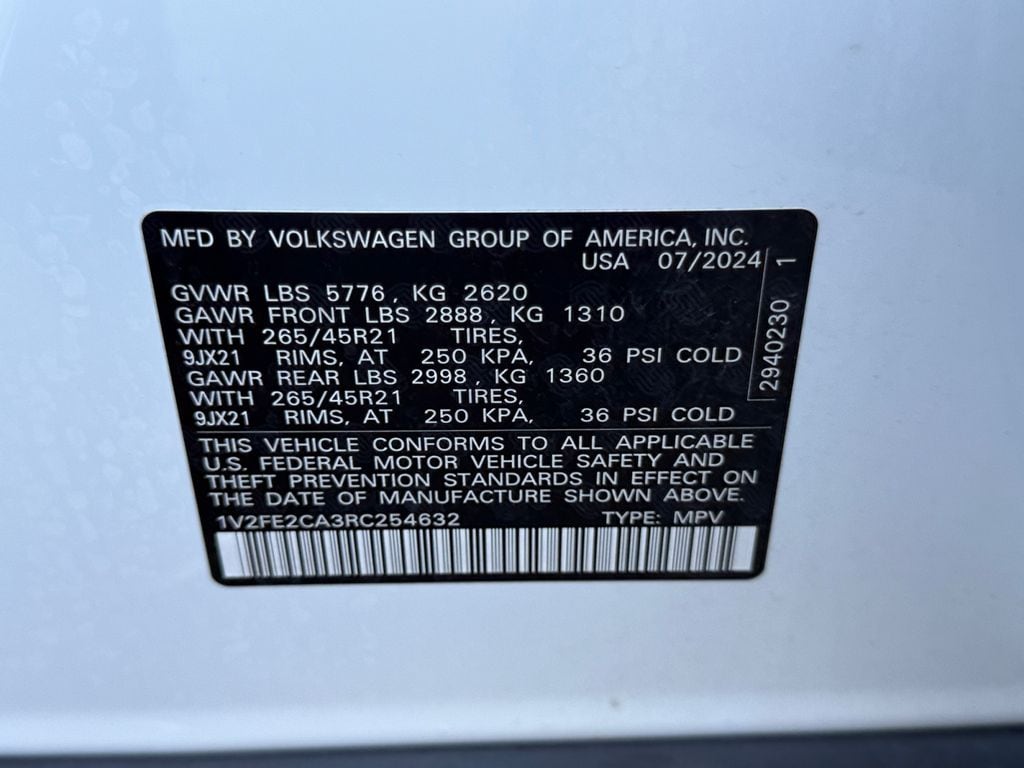 MFD BY VOLKSWAGEN GROUP OF AMERICA, INC.
USA 07/2024
GVWR LBS 5776, KG 2620
GAWR FRONT LBS 2888, KG 1310
WITH 265/45R21 TIRES,
9JX21 RIMS, AT 250 KPA, 36 PSI COLD
GAWR REAR LBS 2998, KG 1360
WITH 265/45R21 TIRES,
9JX21 RIMS, AT 250 KPA, 36 PSI COLD
THIS VEHICLE CONFORMS TO ALL APPLICABLE
U.S. FEDERAL MOTOR VEHICLE SAFETY AND
THEFT PREVENTION STANDARDS IN EFFECT ON
THE DATE OF MANUFACTURE SHOWN ABOVE.
1V2FE2CA3RC254632 TYPE: MPV
2940230 1